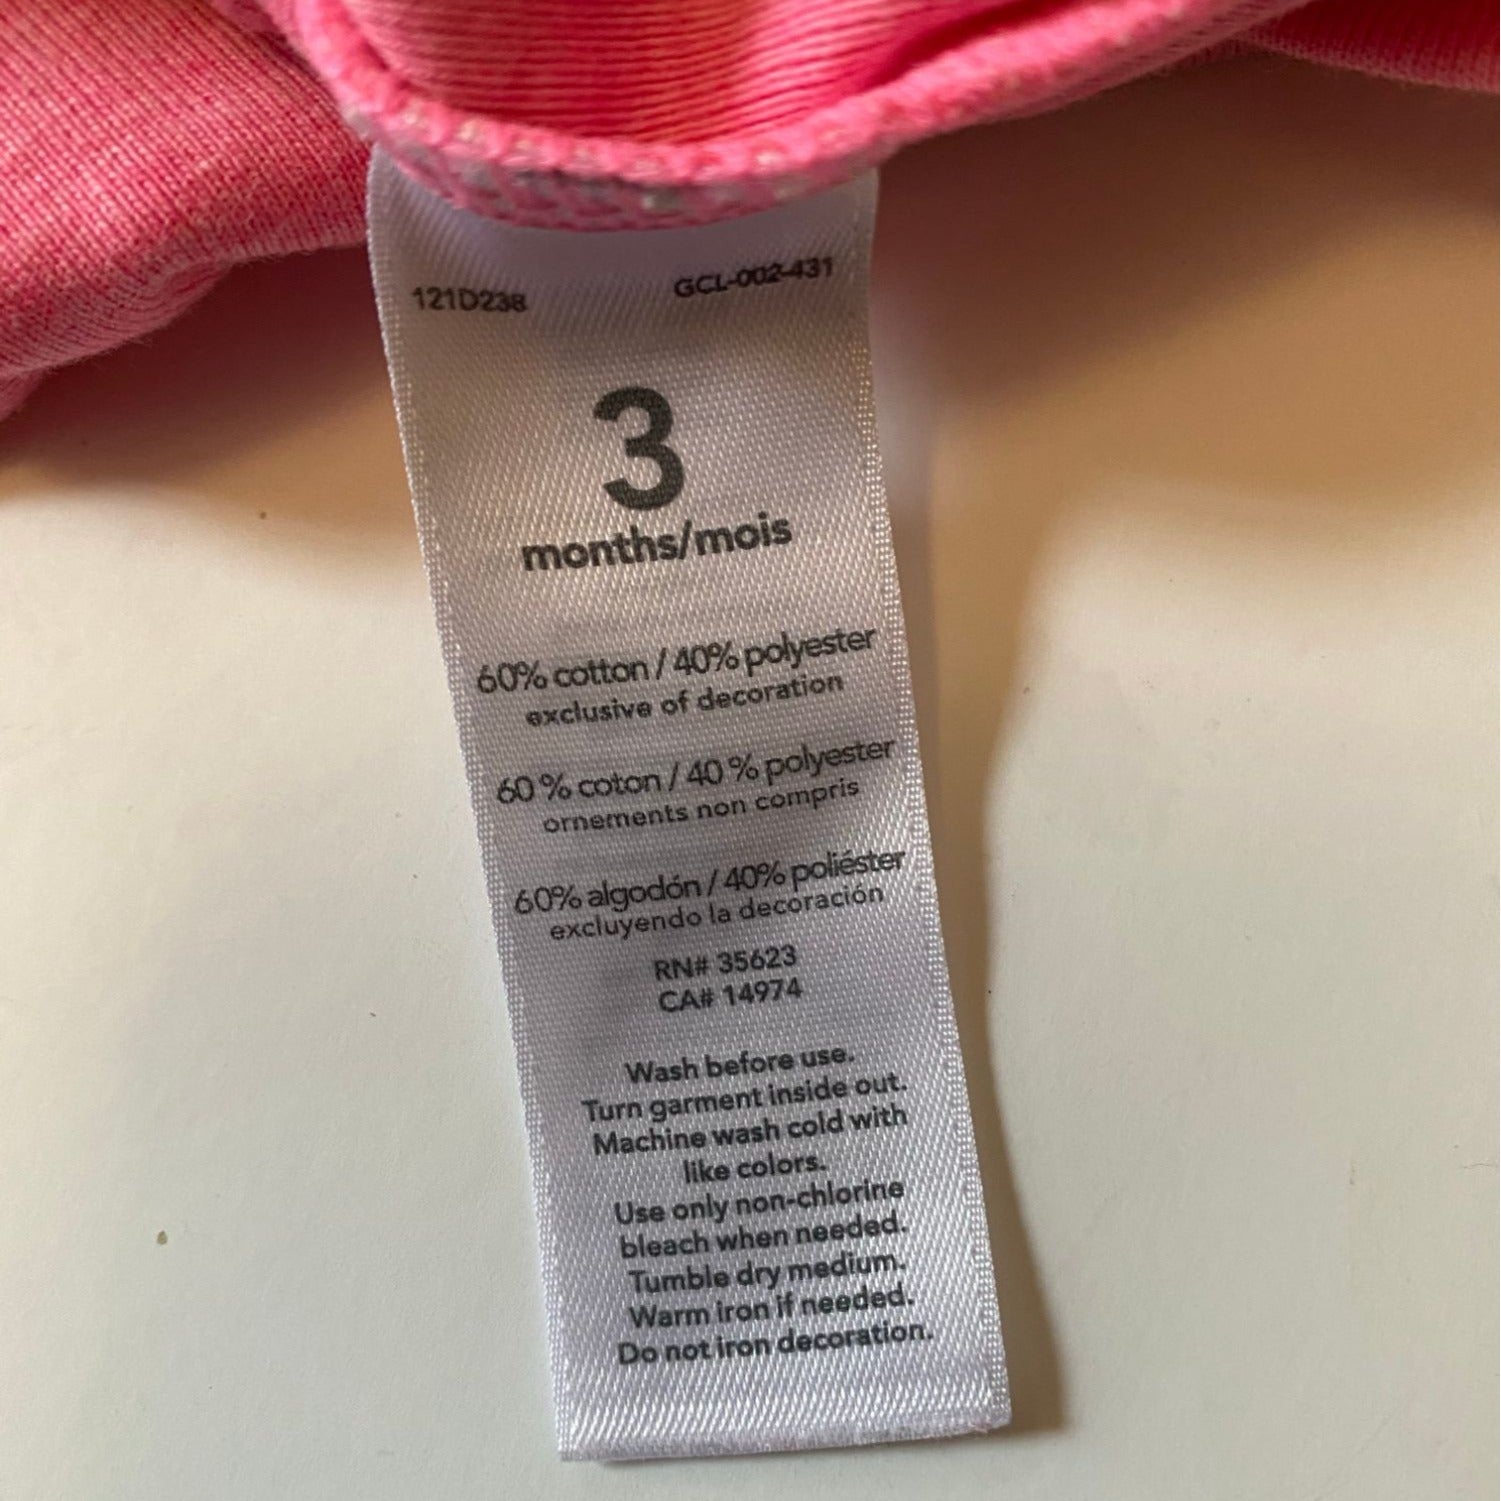 121D238 GCL-002-431
3
months/mois
60% cotton / 40% polyester
exclusive of decoration
60 % coton / 40 % polyester
ornements non compris
60% algodón / 40% poliéster
excluyendo la decoración
RN# 35623
CA# 14974
Wash before use.
Turn garment inside out.
Machine wash cold with
like colors.
Use only non-chlorine
bleach when needed.
Tumble dry medium.
Warm iron if needed.
Do not iron decoration.